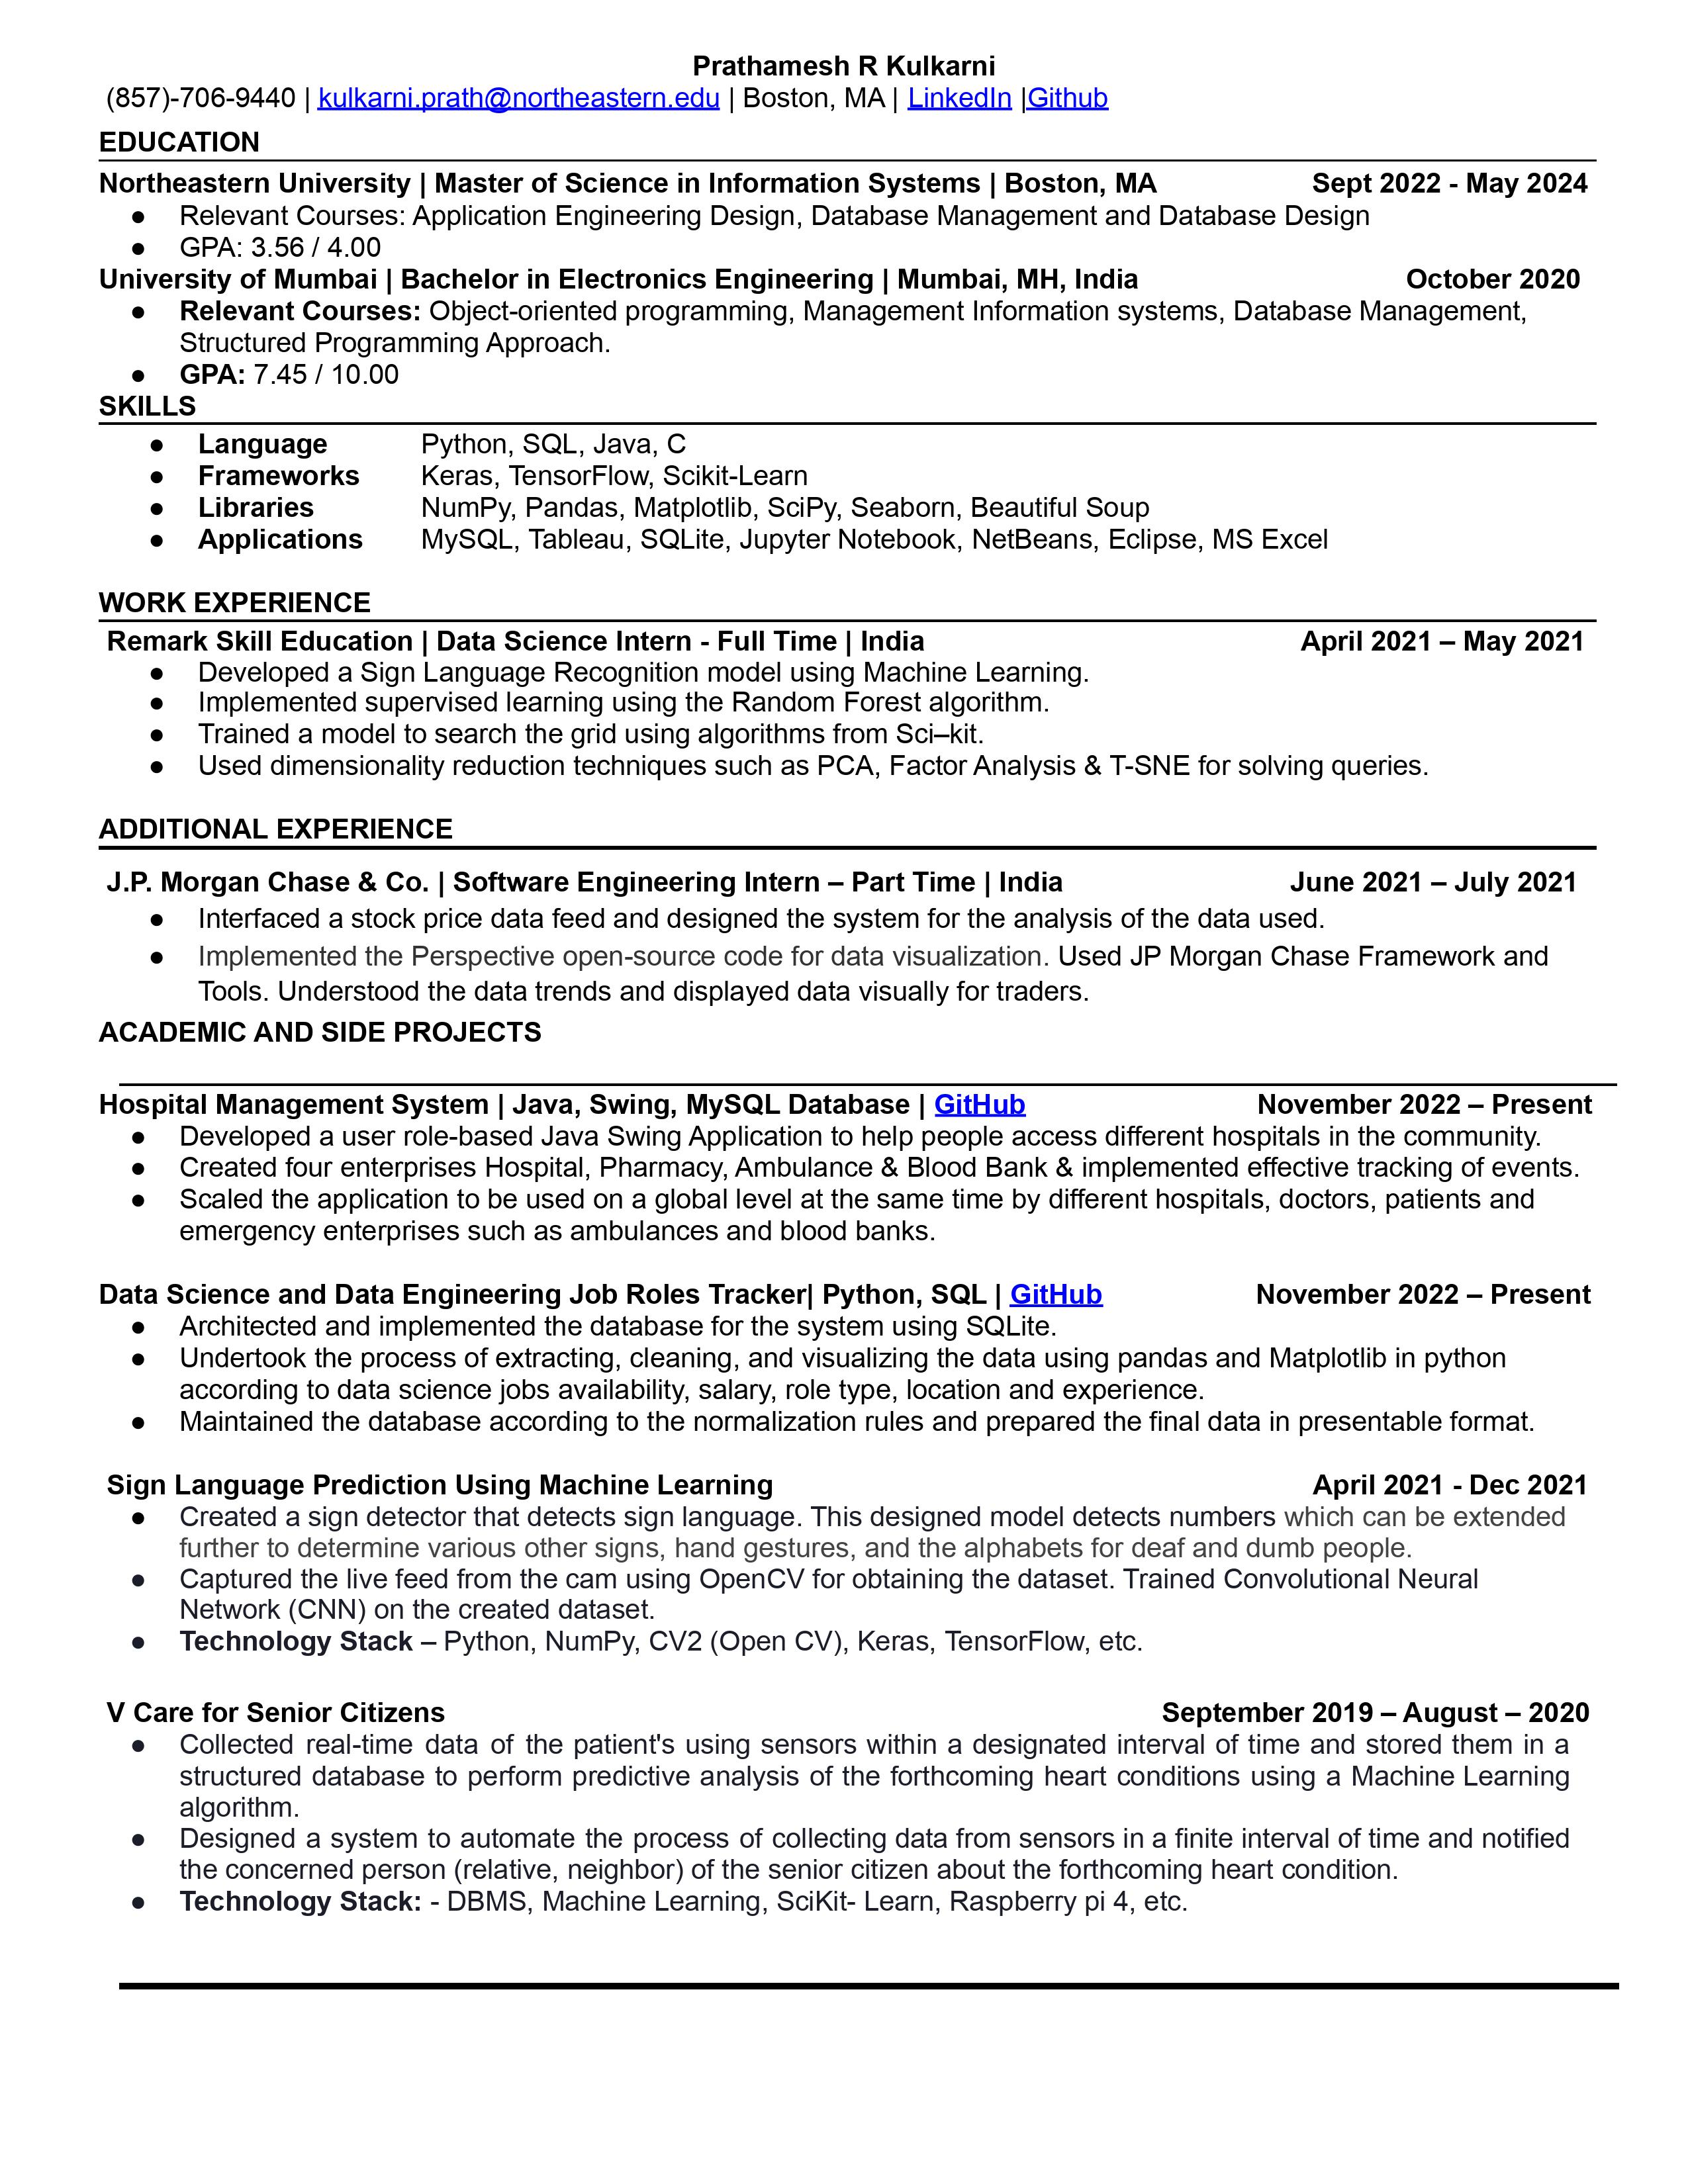 Prathamesh R Kulkarni
(857)-706-9440 | kulkarni.prath@northeastern.edu | Boston, MA | LinkedIn |Github
EDUCATION
Northeastern University | Master of Science in Information Systems | Boston, MA Sept 2022 - May 2024
● Relevant Courses: Application Engineering Design, Database Management and Database Design
● GPA: 3.56 / 4.00
University of Mumbai | Bachelor in Electronics Engineering | Mumbai, MH, India October 2020
● Relevant Courses: Object-oriented programming, Management Information systems, Database Management,
Structured Programming Approach.
● GPA: 7.45 / 10.00
SKILLS
● Language Python, SQL, Java, C
● Frameworks Keras, TensorFlow, Scikit-Learn
● Libraries NumPy, Pandas, Matplotlib, SciPy, Seaborn, Beautiful Soup
● Applications MySQL, Tableau, SQLite, Jupyter Notebook, NetBeans, Eclipse, MS Excel
WORK EXPERIENCE
Remark Skill Education | Data Science Intern - Full Time | India April 2021 – May 2021
● Developed a Sign Language Recognition model using Machine Learning.
● Implemented supervised learning using the Random Forest algorithm.
● Trained a model to search the grid using algorithms from Sci–kit.
● Used dimensionality reduction techniques such as PCA, Factor Analysis & T-SNE for solving queries.
ADDITIONAL EXPERIENCE
J.P. Morgan Chase & Co. | Software Engineering Intern – Part Time | India June 2021 – July 2021
● Interfaced a stock price data feed and designed the system for the analysis of the data used.
● Implemented the Perspective open-source code for data visualization. Used JP Morgan Chase Framework and
Tools. Understood the data trends and displayed data visually for traders.
ACADEMIC AND SIDE PROJECTS
Hospital Management System | Java, Swing, MySQL Database | GitHub November 2022 – Present
● Developed a user role-based Java Swing Application to help people access different hospitals in the community.
● Created four enterprises Hospital, Pharmacy, Ambulance & Blood Bank & implemented effective tracking of events.
● Scaled the application to be used on a global level at the same time by different hospitals, doctors, patients and
emergency enterprises such as ambulances and blood banks.
Data Science and Data Engineering Job Roles Tracker| Python, SQL | GitHub November 2022 – Present
● Architected and implemented the database for the system using SQLite.
● Undertook the process of extracting, cleaning, and visualizing the data using pandas and Matplotlib in python
according to data science jobs availability, salary, role type, location and experience.
● Maintained the database according to the normalization rules and prepared the final data in presentable format.
Sign Language Prediction Using Machine Learning April 2021 - Dec 2021
● Created a sign detector that detects sign language. This designed model detects numbers which can be extended
further to determine various other signs, hand gestures, and the alphabets for deaf and dumb people.
● Captured the live feed from the cam using OpenCV for obtaining the dataset. Trained Convolutional Neural
Network (CNN) on the created dataset.
● Technology Stack – Python, NumPy, CV2 (Open CV), Keras, TensorFlow, etc.
V Care for Senior Citizens September 2019 – August – 2020
● Collected real-time data of the patient's using sensors within a designated interval of time and stored them in a
structured database to perform predictive analysis of the forthcoming heart conditions using a Machine Learning
algorithm.
● Designed a system to automate the process of collecting data from sensors in a finite interval of time and notified
the concerned person (relative, neighbor) of the senior citizen about the forthcoming heart condition.
● Technology Stack: - DBMS, Machine Learning, SciKit- Learn, Raspberry pi 4, etc.